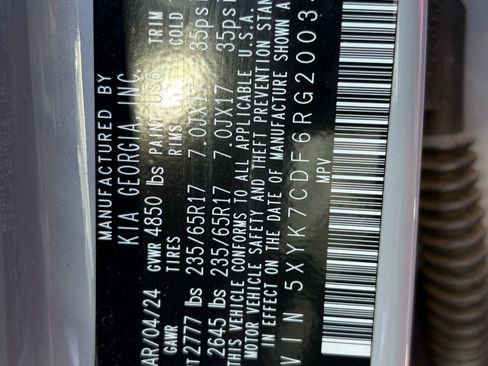 MANUFACTURED BY
KIA GEORGIA INC.
AR/04/24 GVWR 4850 lbs PAINT USG TRIM
GAWR TIRES RIMS COLD
T 2777 lbs 235/65R17 7.0JX17 35psi
2645 lbs 235/65R17 7.0JX17 35psi
THIS VEHICLE CONFORMS TO ALL APPLICABLE U.S.A.
MOTOR VEHICLE SAFETY AND THEFT PREVENTION STAN
IN EFFECT ON THE DATE OF MANUFACTURE SHOWN A
VIN 5XYK7CDF6RG2003
MPV